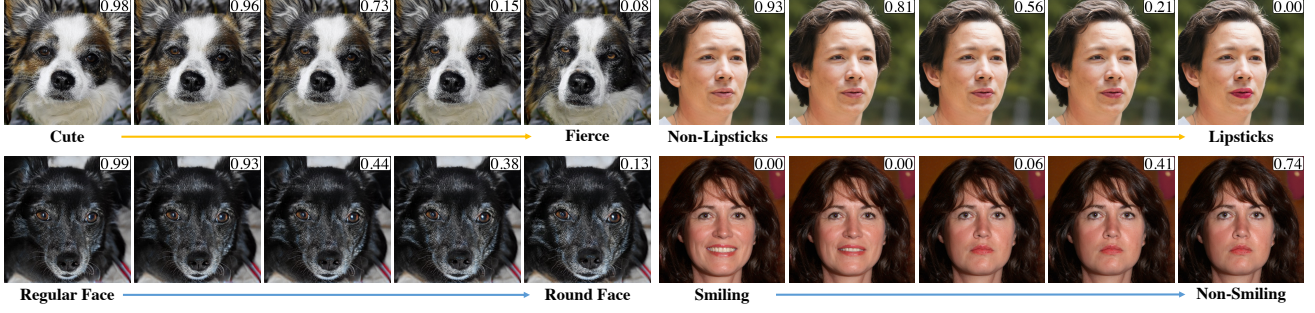 0.98 0.96 0.73 0.15 0.08 0.93 0.81 0.56 0.21 0.00
Cute Fierce Non-Lipsticks Lipsticks
0.99 0.93 0.44 0.38 0.13 0.00 0.00 0.06 0.41 0.74
Regular Face Round Face Smiling Non-Smiling